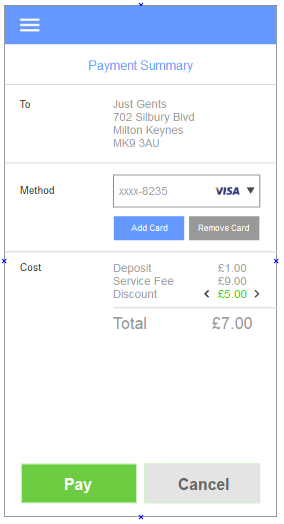 Payment Summary
To
Just Gents
702 Silbury Blvd
Milton Keynes
MK9 3AU
Method
xxxx-8235 VISA
Add Card Remove Card
Cost
Deposit £1.00
Service Fee £9.00
Discount £5.00
Total £7.00
Pay Cancel